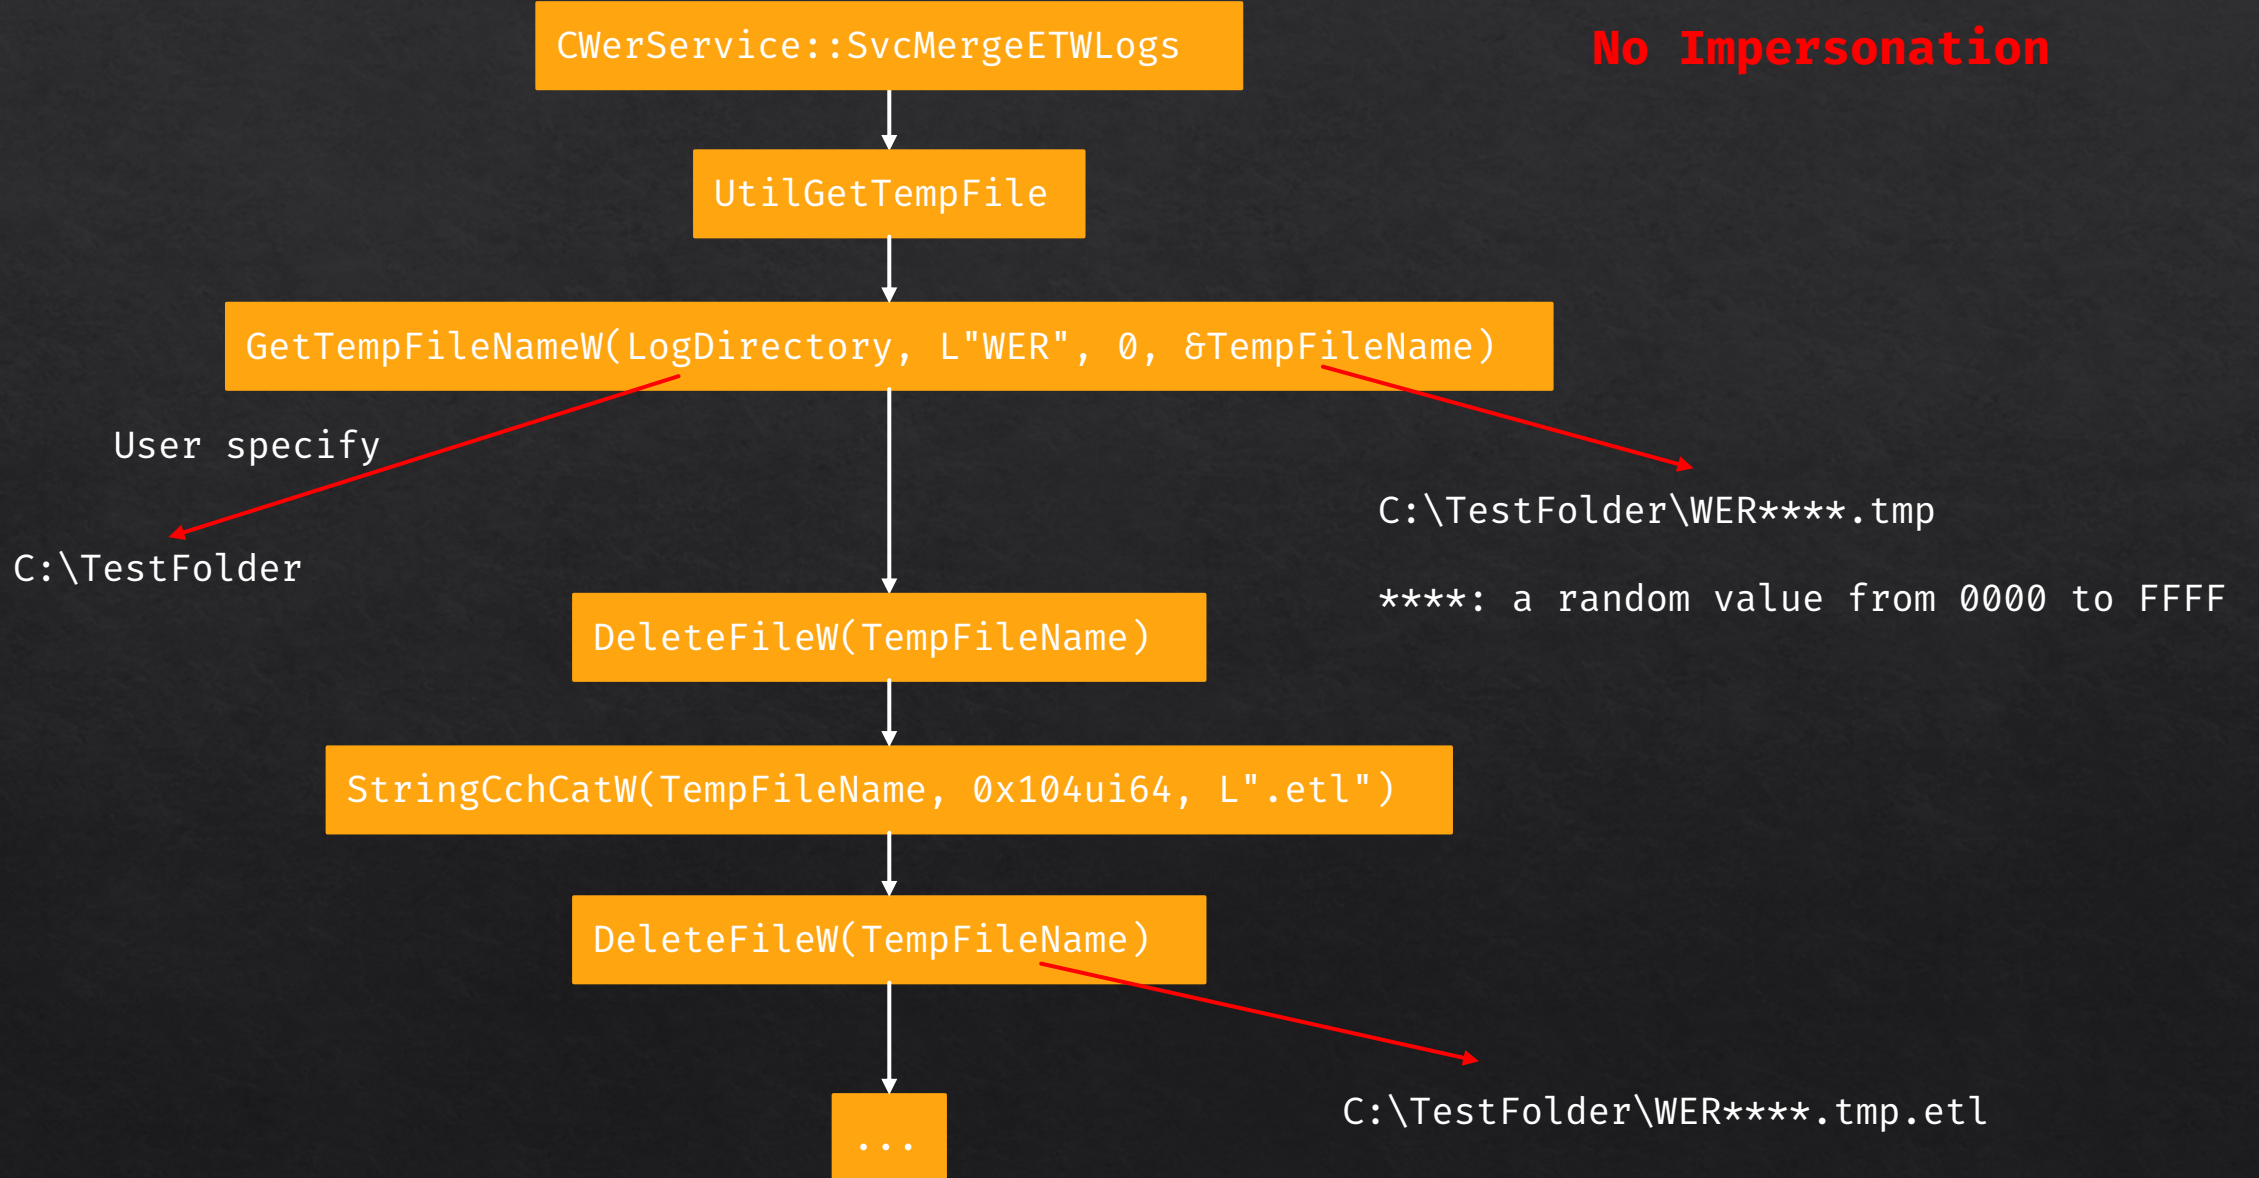 CWerService::SvcMergeETWLogs
No Impersonation
UtilGetTempFile
GetTempFileNameW(LogDirectory, L"WER", 0, &TempFileName)
User specify
C:\TestFolder
C:\TestFolder\WER****.tmp
****: a random value from 0000 to FFFF
DeleteFileW(TempFileName)
StringCchCatW(TempFileName, 0x104ui64, L".etl")
DeleteFileW(TempFileName)
C:\TestFolder\WER****.tmp.etl
...